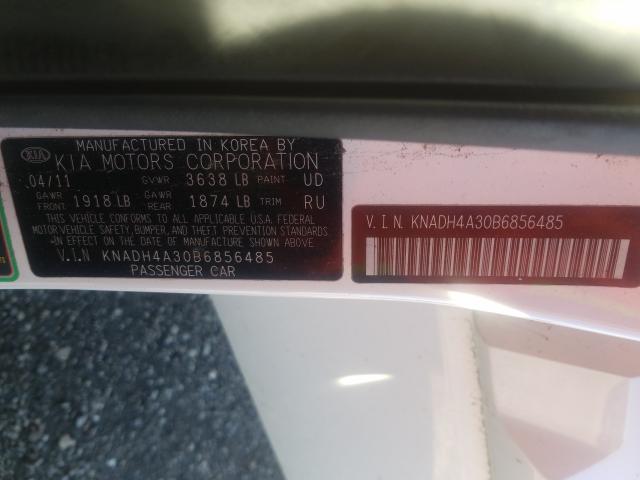 MANUFACTURED IN KOREA BY
KIA KIA MOTORS CORPORATION
04/11 GVWR 3638 LB PAINT UD
GAWR FRONT 1918 LB GAWR REAR 1874 LB TRIM RU
THIS VEHICLE CONFORMS TO ALL APPLICABLE U.S.A. FEDERAL
MOTOR VEHICLE SAFETY, BUMPER, AND THEFT PREVENTION STANDARDS
IN EFFECT ON THE DATE OF MANUFACTURE SHOWN ABOVE.
V.I.N KNADH4A30B6856485
PASSENGER CAR
V.I.N. KNADH4A30B6856485